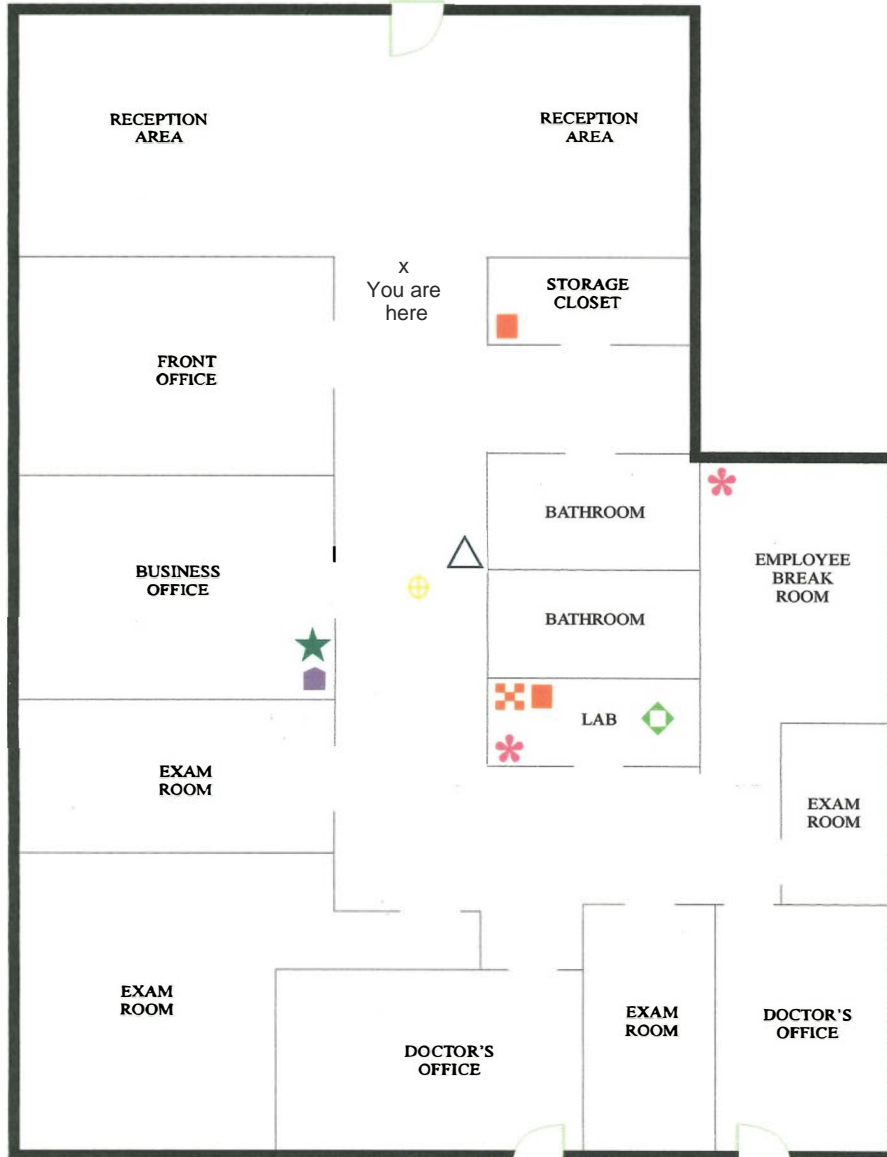 RECEPTION
AREA
RECEPTION
AREA
x
You are
here
STORAGE
CLOSET
FRONT
OFFICE
BATHROOM
EMPLOYEE
BREAK
ROOM
BUSINESS
OFFICE
BATHROOM
LAB
EXAM
ROOM
EXAM
ROOM
EXAM
ROOM
EXAM
ROOM
DOCTOR'S
OFFICE
DOCTOR'S
OFFICE